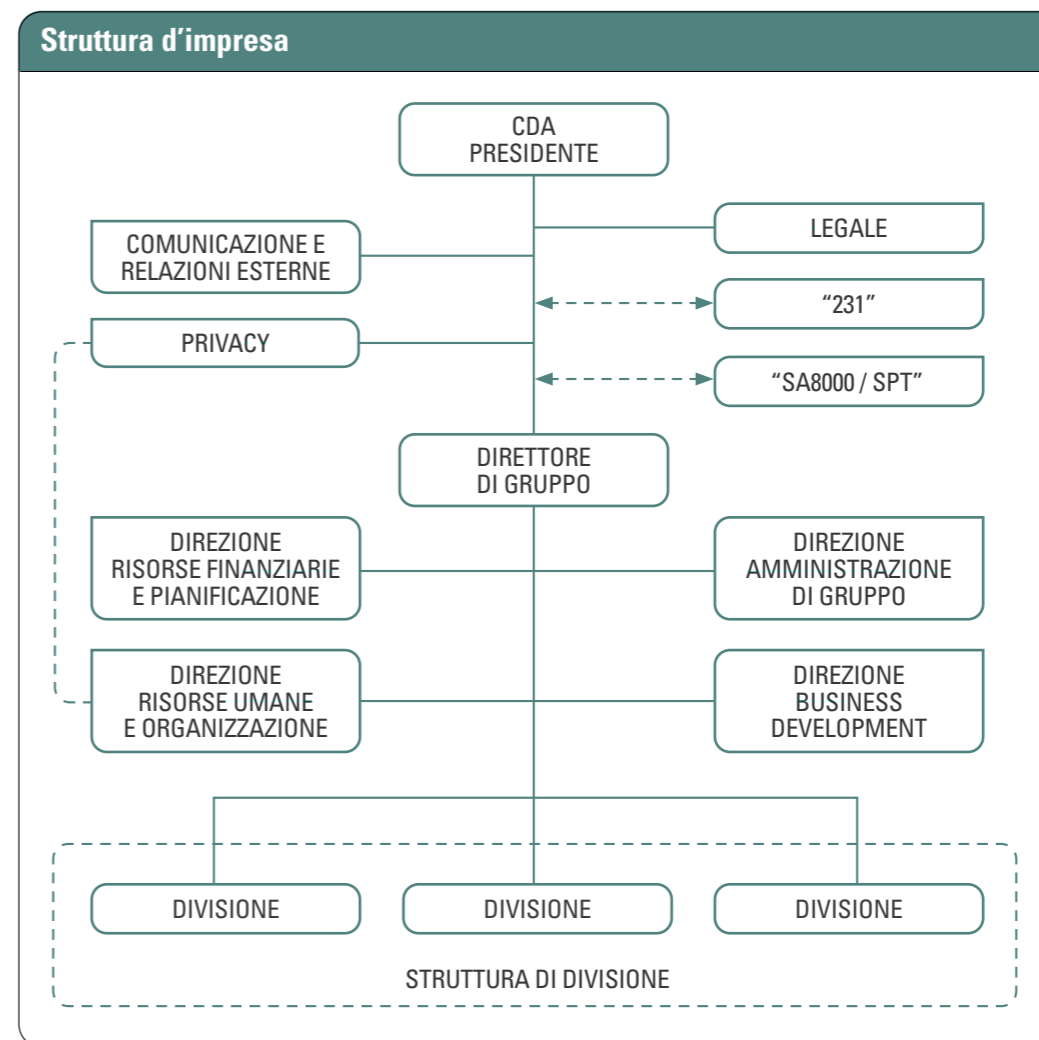 Struttura d’impresa
CDA
PRESIDENTE
LEGALE
COMUNICAZIONE E
RELAZIONI ESTERNE
“231”
PRIVACY
“SA8000 / SPT”
DIRETTORE
DI GRUPPO
DIREZIONE
RISORSE FINANZIARIE
E PIANIFICAZIONE
DIREZIONE
AMMINISTRAZIONE
DI GRUPPO
DIREZIONE
RISORSE UMANE
E ORGANIZZAZIONE
DIREZIONE
BUSINESS
DEVELOPMENT
DIVISIONE
DIVISIONE
DIVISIONE
STRUTTURA DI DIVISIONE